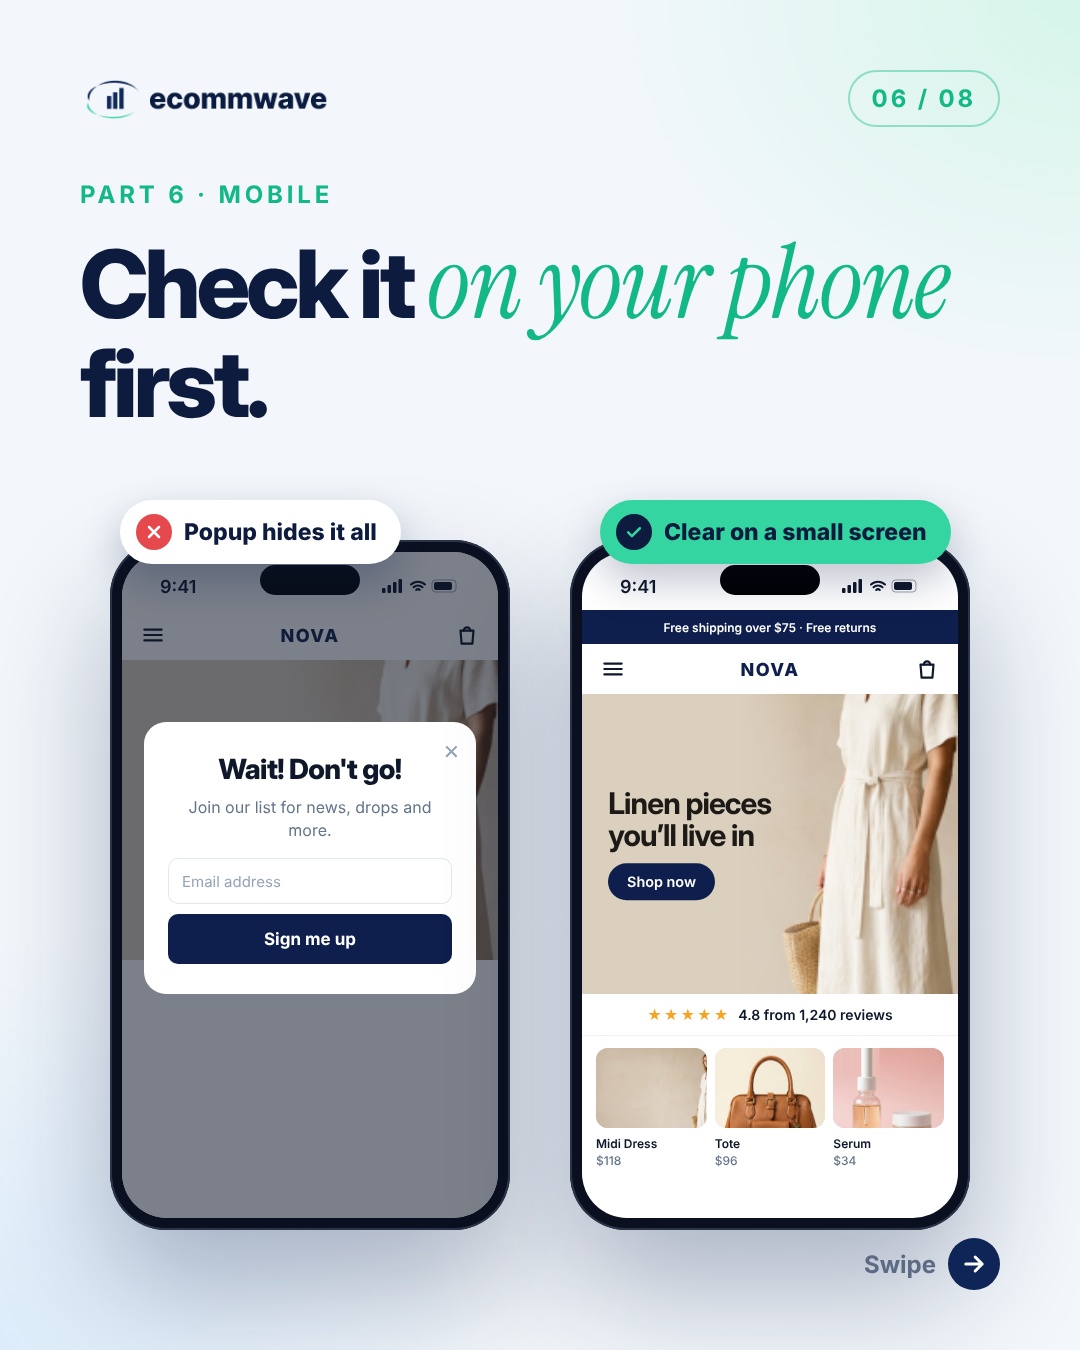 ecommwave
06 / 08
PART 6 · MOBILE
Check it on your phone
first.
Popup hides it all
9:41
NOVA
Wait! Don't go!
Join our list for news, drops and
more.
Email address
Sign me up
Clear on a small screen
9:41
Free shipping over $75 · Free returns
NOVA
Linen pieces
you’ll live in
Shop now
4.8 from 1,240 reviews
Midi Dress
$118
Tote
$96
Serum
$34
Swipe